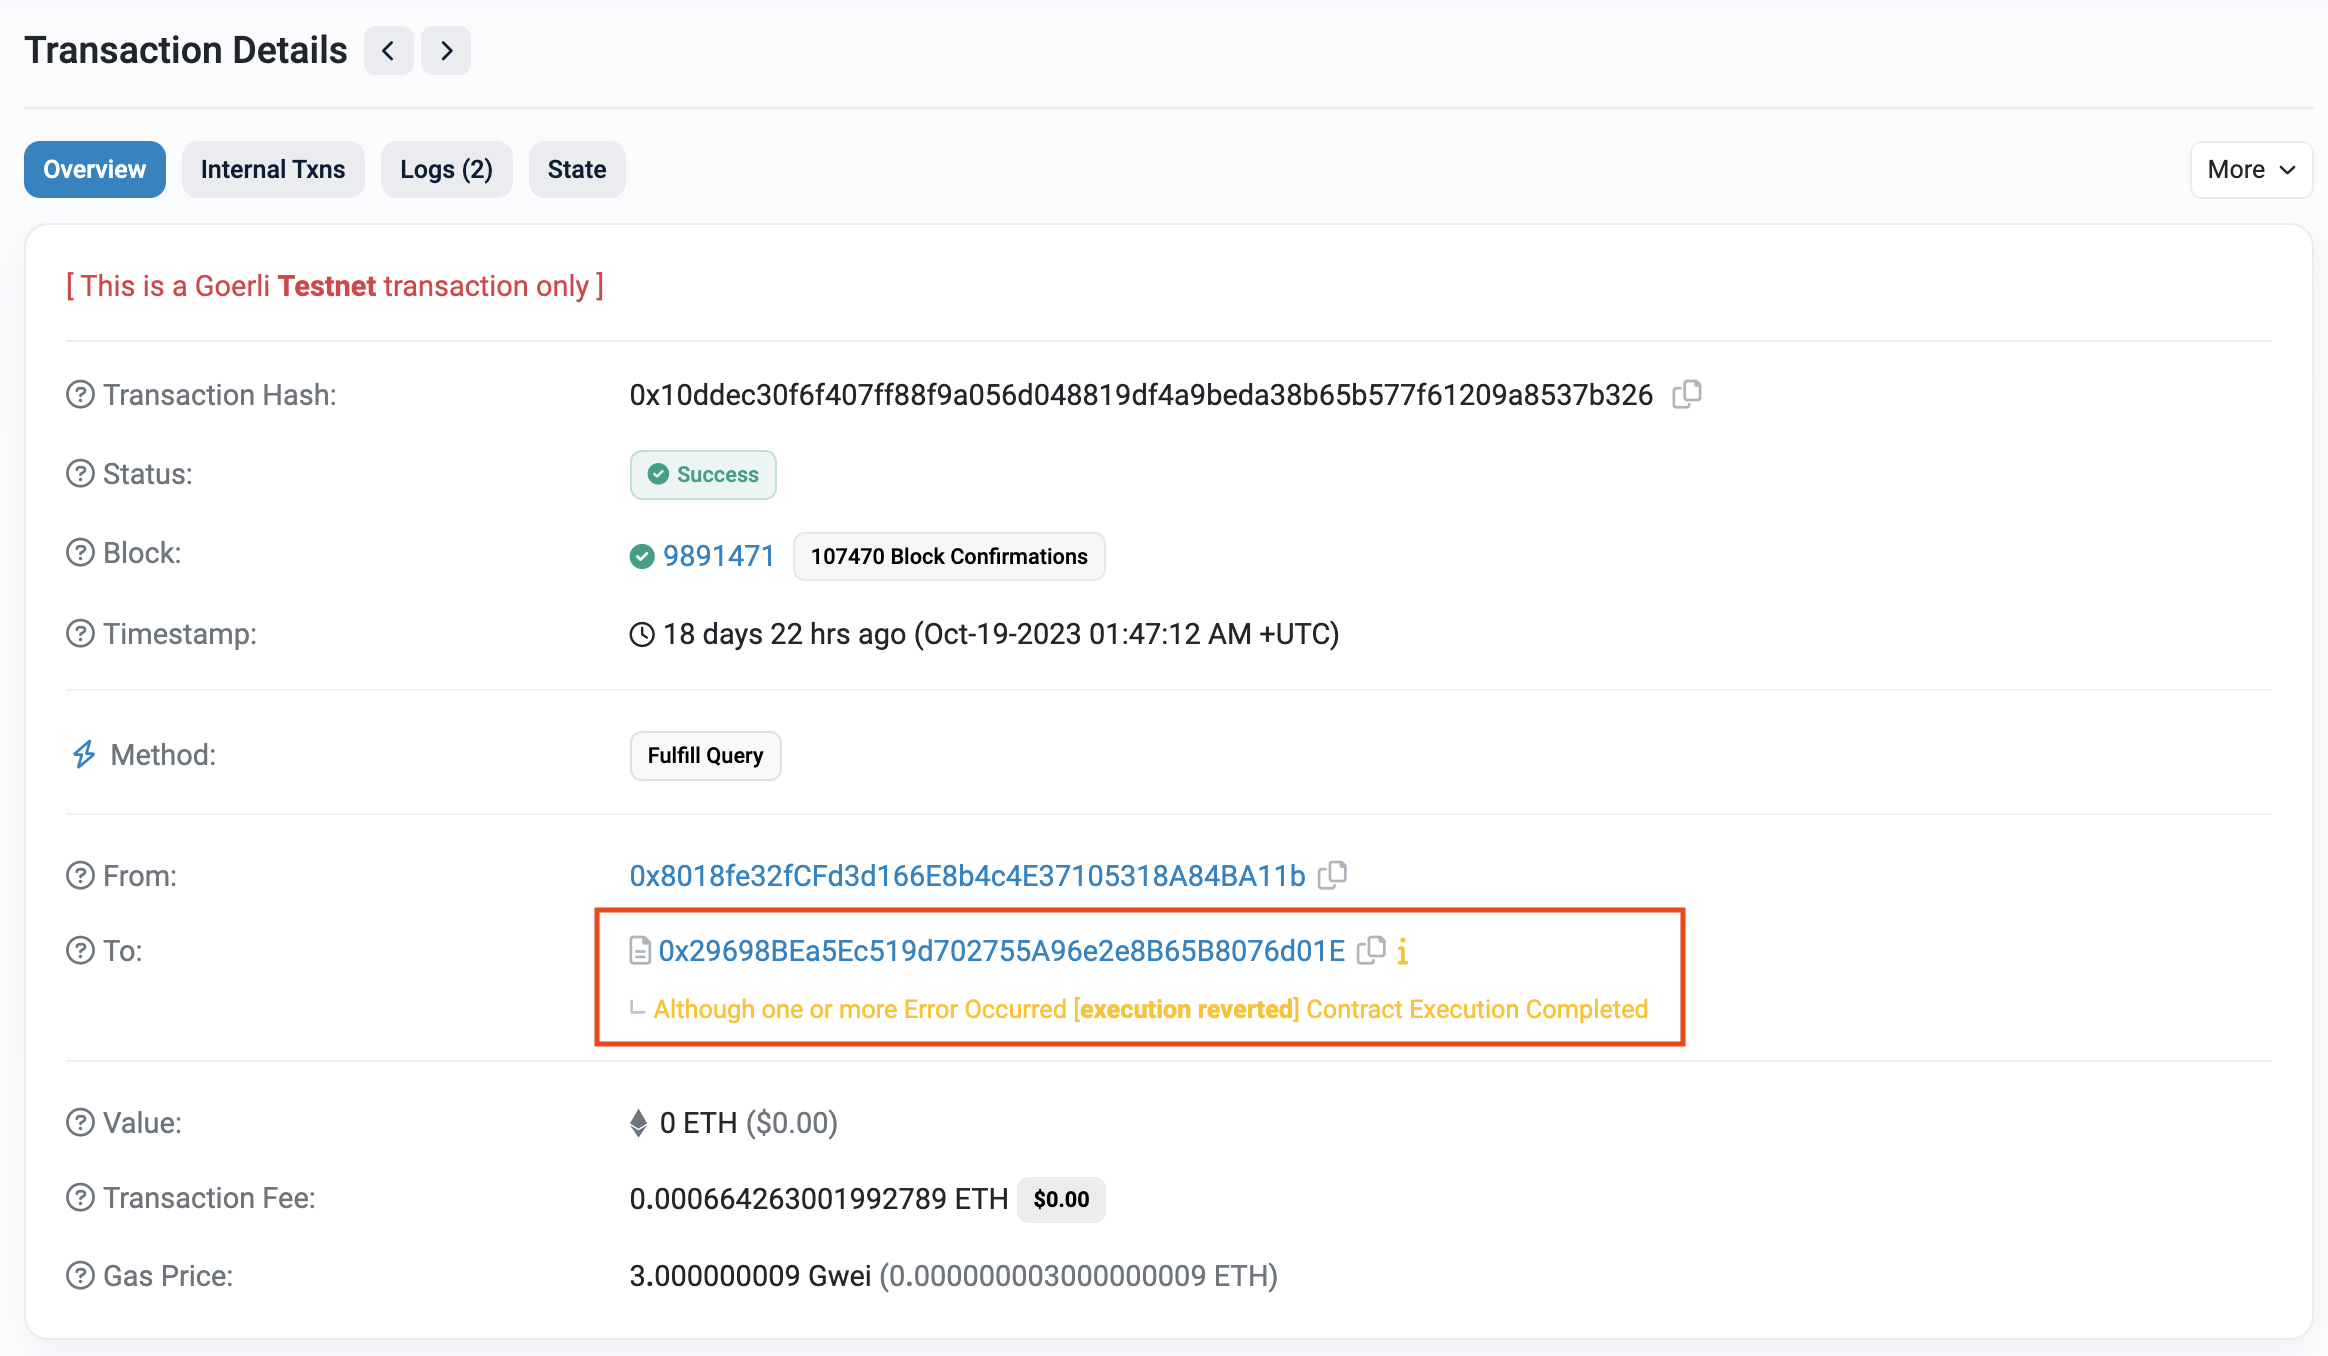 Transaction Details
Overview Internal Txns Logs (2) State More
[ This is a Goerli Testnet transaction only ]
Transaction Hash: 0x10ddec30f6f407ff88f9a056d048819df4a9beda38b65b577f61209a8537b326
Status: Success
Block: 9891471 107470 Block Confirmations
Timestamp: 18 days 22 hrs ago (Oct-19-2023 01:47:12 AM +UTC)
Method: Fulfill Query
From: 0x8018fe32fCFd3d166E8b4c4E37105318A84BA11b
To: 0x29698BEa5Ec519d702755A96e2e8B65B8076d01E
Although one or more Error Occurred [execution reverted] Contract Execution Completed
Value: 0 ETH ($0.00)
Transaction Fee: 0.000664263001992789 ETH $0.00
Gas Price: 3.000000009 Gwei (0.000000003000000009 ETH)